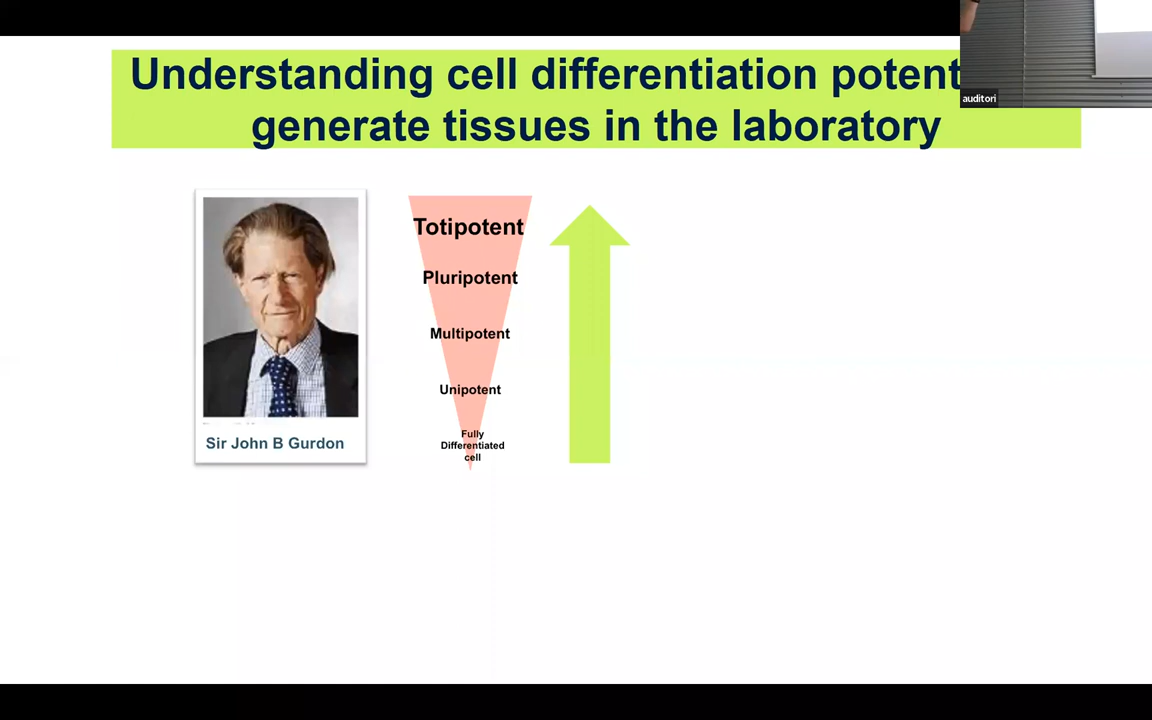 Understanding cell differentiation
generate tissues in the laboratory
auditori
Totipotent
Pluripotent
Multipotent
Unipotent
Fully
Differentiated
cell
Sir John B Gurdon